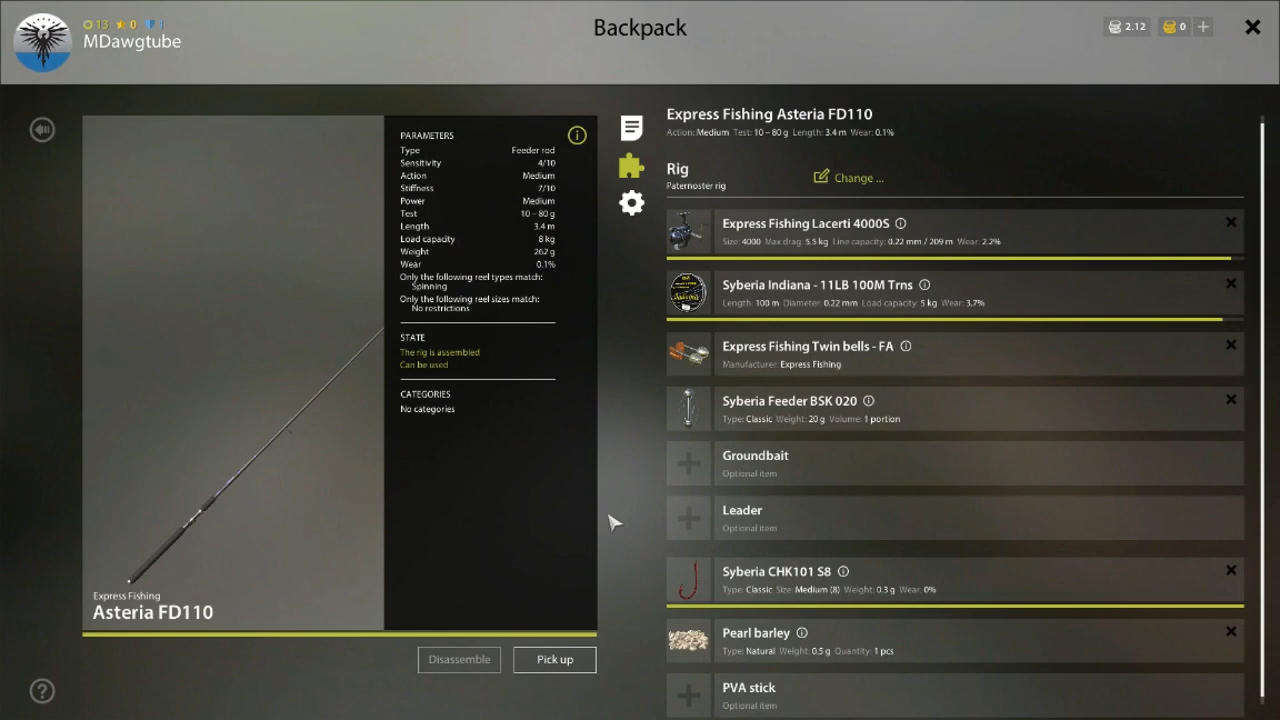 13 0 1
MDawgtube
Backpack
2.12 0
PARAMETERS
Type Feeder rod
Sensitivity 4/10
Action Medium
Stiffness 7/10
Power Medium
Test 10 – 80 g
Length 3.4 m
Load capacity 8 kg
Weight 262 g
Wear 0.1%
Only the following reel types match:
Spinning
Only the following reel sizes match:
No restrictions
STATE
The rig is assembled
Can be used
CATEGORIES
No categories
Express Fishing
Asteria FD110
Disassemble
Pick up
Express Fishing Asteria FD110
Action: Medium Test: 10 – 80 g Length: 3.4 m Wear: 0.1%
Rig
Paternoster rig
Change ...
Express Fishing Lacerti 4000S
Size: 4000 Max drag: 5.5 kg Line capacity: 0.22 mm / 209 m Wear: 2.2%
Syberia Indiana - 11LB 100M Trns
Length: 100 m Diameter: 0.22 mm Load capacity: 5 kg Wear: 3.7%
Express Fishing Twin bells - FA
Manufacturer: Express Fishing
Syberia Feeder BSK 020
Type: Classic Weight: 20 g Volume: 1 portion
Groundbait
Optional item
Leader
Optional item
Syberia CHK101 S8
Type: Classic Size: Medium (8) Weight: 0.3 g Wear: 0%
Pearl barley
Type: Natural Weight: 0.5 g Quantity: 1 pcs
PVA stick
Optional item